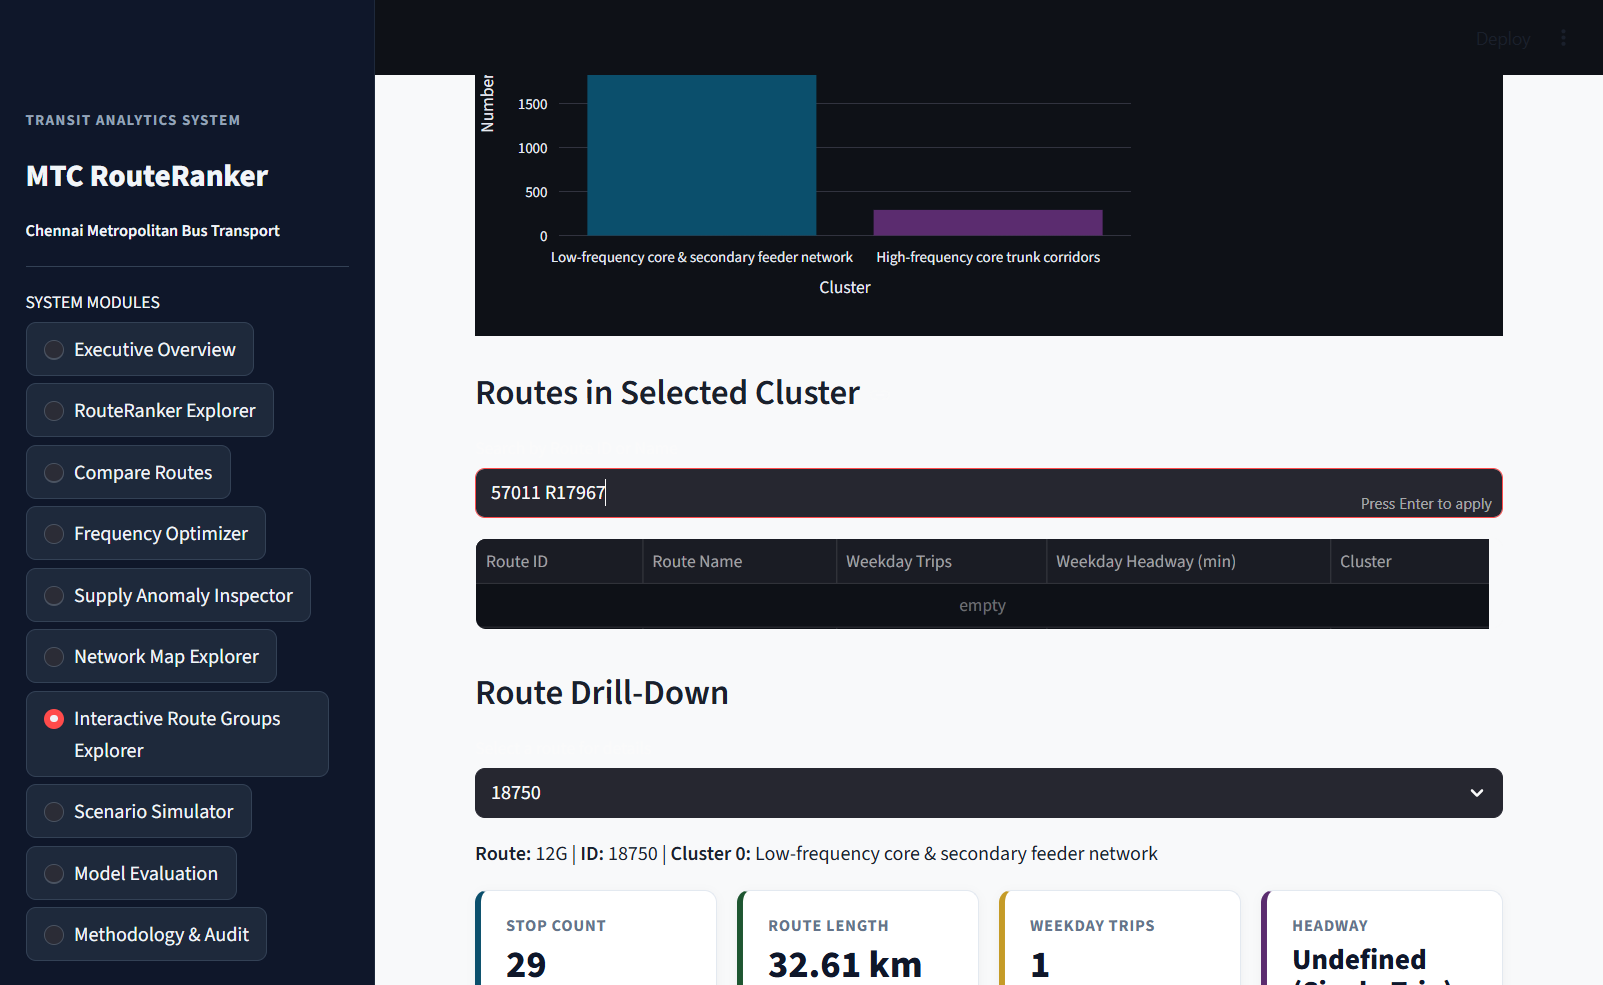 Deploy
TRANSIT ANALYTICS SYSTEM
MTC RouteRanker
Chennai Metropolitan Bus Transport
SYSTEM MODULES
Executive Overview
RouteRanker Explorer
Compare Routes
Frequency Optimizer
Supply Anomaly Inspector
Network Map Explorer
Interactive Route Groups
Explorer
Scenario Simulator
Model Evaluation
Methodology & Audit
Number
1500
1000
500
0
Low-frequency core & secondary feeder network
High-frequency core trunk corridors
Cluster
Routes in Selected Cluster
57011 R17967
Press Enter to apply
Route ID Route Name Weekday Trips Weekday Headway (min) Cluster
empty
Route Drill-Down
18750
Route: 12G | ID: 18750 | Cluster 0: Low-frequency core & secondary feeder network
STOP COUNT
29
ROUTE LENGTH
32.61 km
WEEKDAY TRIPS
1
HEADWAY
Undefined
(Single Trip)